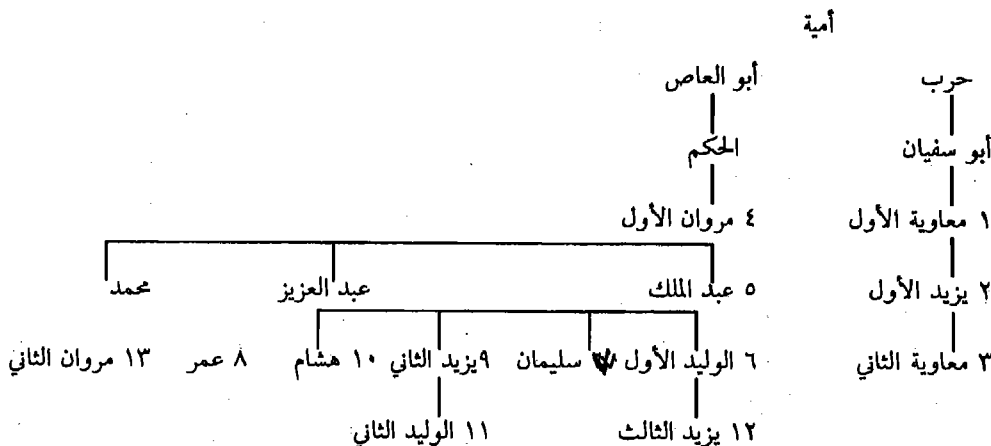 أمية
حرب أبو العاص
أبو سفيان الحكم
١ معاوية الأول ٤ مروان الأول
٢ يزيد الأول ٥ عبد الملك عبد العزيز محمد
٣ معاوية الثاني ٦ الوليد الأول سليمان ٩ يزيد الثاني ١٠ هشام ٨ عمر ١٣ مروان الثاني
١٢ يزيد الثالث ١١ الوليد الثاني